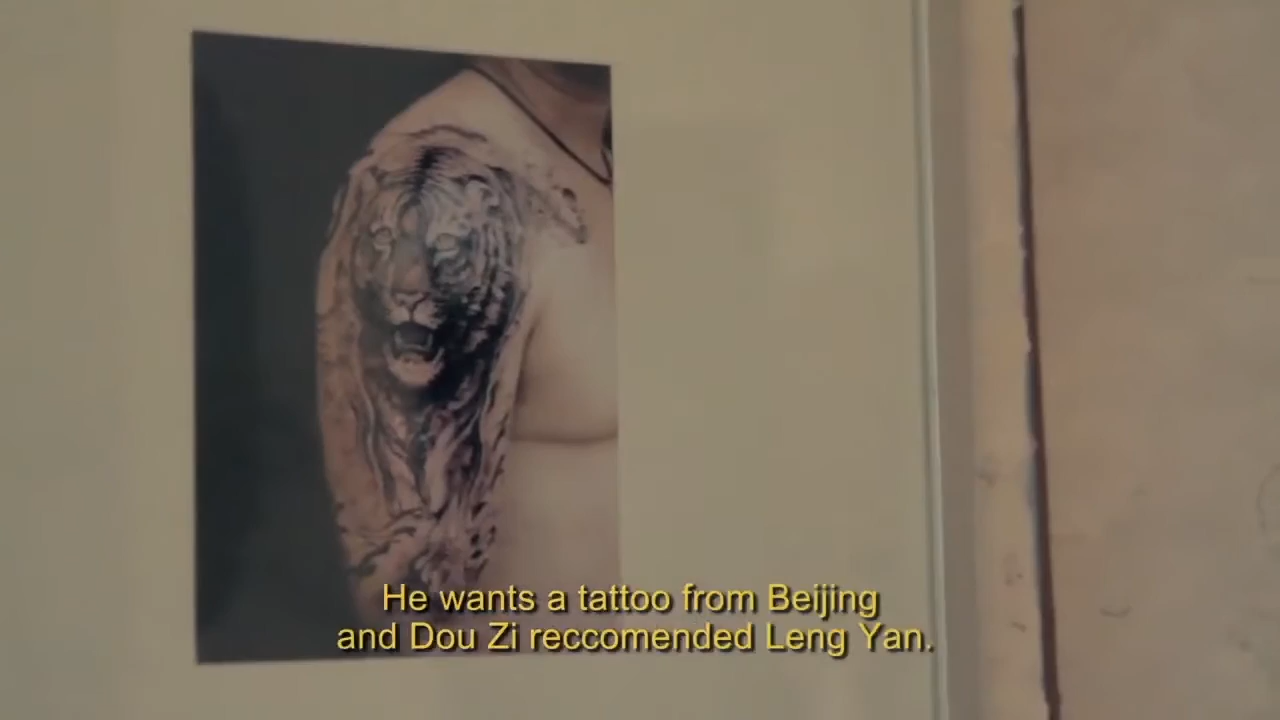 He wants a tattoo from Beijing
and Dou Zi reccomended Leng Yan.